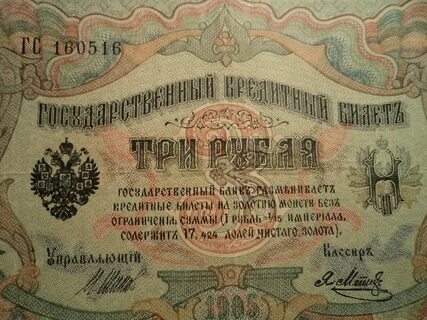 ГС 160516
ГОСУДАРСТВЕННЫЙ КРЕДИТНЫЙ БИЛЕТЪ
ТРИ РУБЛЯ
ГОСУДАРСТВЕННЫЙ БАНКЪ РАЗМѢНИВАЕТЪ
КРЕДИТНЫЕ БИЛЕТЫ НА ЗОЛОТУЮ МОНЕТУ БЕЗЪ
ОГРАНИЧЕНІЯ СУММЫ (1 РУБЛЬ = 1/15 ИМПЕРІАЛА,
СОДЕРЖИТЪ 17,424 ДОЛЕЙ ЧИСТАГО ЗОЛОТА).
Управляющій Кассиръ
1905